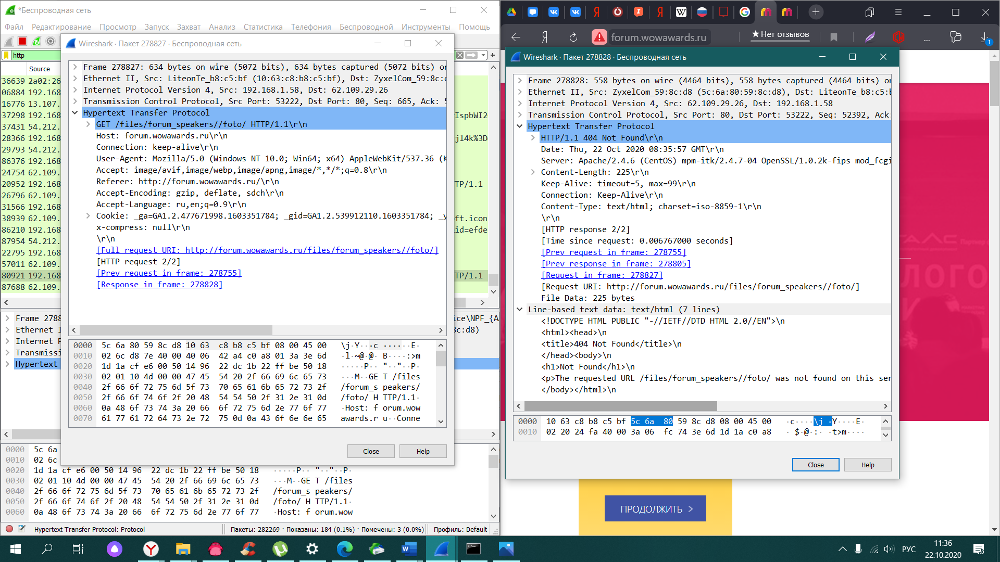 *Беспроводная сеть
Файл Редактирование Просмотр Запуск Захват Анализ Статистика Телефония Беспроводной Инструменты Помощь
http
Source
36639 2a02:26
06884 192.168
16776 13.107.
37298 192.168
37431 54.212.
28366 192.168
29793 54.212.
86376 192.168
24754 62.109.
20952 192.168
26796 62.109.
31566 192.168
38939 62.109.
86210 192.168
87954 54.212.
22795 192.168
57011 62.109.
80921 192.168
87688 62.109.
IspbWI2
jl4k%3D
TP/1.1
ft.icon
id=efde
TP/1.1
Wireshark · Пакет 278827 · Беспроводная сеть
Frame 278827: 634 bytes on wire (5072 bits), 634 bytes captured (5072 bits) on
Ethernet II, Src: LiteonTe_b8:c5:bf (10:63:c8:b8:c5:bf), Dst: ZyxelCom_59:8c:d
Internet Protocol Version 4, Src: 192.168.1.58, Dst: 62.109.29.26
Transmission Control Protocol, Src Port: 53222, Dst Port: 80, Seq: 665, Ack: 5
Hypertext Transfer Protocol
GET /files/forum_speakers//foto/ HTTP/1.1\r\n
Host: forum.wowawards.ru\r\n
Connection: keep-alive\r\n
User-Agent: Mozilla/5.0 (Windows NT 10.0; Win64; x64) AppleWebKit/537.36 (K
Accept: image/avif,image/webp,image/apng,image/*,*/*;q=0.8\r\n
Referer: http://forum.wowawards.ru/\r\n
Accept-Encoding: gzip, deflate, sdch\r\n
Accept-Language: ru,en;q=0.9\r\n
Cookie: _ga=GA1.2.477671998.1603351784; _gid=GA1.2.539912110.1603351784; _y
x-compress: null\r\n
\r\n
[Full request URI: http://forum.wowawards.ru/files/forum_speakers//foto/]
[HTTP request 2/2]
[Prev request in frame: 278755]
[Response in frame: 278828]
0000 5c 6a 80 59 8c d8 10 63 c8 b8 c5 bf 08 00 45 00 \j·Y···c ······E·
0010 02 6c d8 7e 40 00 40 06 42 a4 c0 a8 01 3a 3e 6d ·l·~@·@· B····:>m
0020 1d 1a cf e6 00 50 14 96 22 dc 1b 22 ff be 50 18 ·····P·· "··"··P·
0030 02 01 10 4d 00 00 47 45 54 20 2f 66 69 6c 65 73 ···M··GE T /files
0040 2f 66 6f 72 75 6d 5f 73 70 65 61 6b 65 72 73 2f /forum_s peakers/
0050 2f 66 6f 74 6f 2f 20 48 54 54 50 2f 31 2e 31 0d /foto/ H TTP/1.1·
0060 0a 48 6f 73 74 3a 20 66 6f 72 75 6d 2e 77 6f 77 ·Host: f orum.wow
0070 61 77 61 72 64 73 2e 72 75 0d 0a 43 6f 6e 6e 65 awards.r u··Conne
Close Help
Frame 2788
ice\NPF_{A
Ethernet I
8c:d8)
Internet P
Transmissi
Hypertext
0000 5c 6a
0010 02 6c
0020 1d 1a cf e6 00 50 14 96 22 dc 1b 22 ff be 50 18 ·····P·· "··"··P·
0030 02 01 10 4d 00 00 47 45 54 20 2f 66 69 6c 65 73 ···M··GE T /files
0040 2f 66 6f 72 75 6d 5f 73 70 65 61 6b 65 72 73 2f /forum_s peakers/
0050 2f 66 6f 74 6f 2f 20 48 54 54 50 2f 31 2e 31 0d /foto/ H TTP/1.1·
0060 0a 48 6f 73 74 3a 20 66 6f 72 75 6d 2e 77 6f 77 ·Host: f orum.wow
Hypertext Transfer Protocol: Protocol
Пакеты: 282269 · Показаны: 184 (0.1%) · Помечены: 3 (0.0%)
Профиль: Default
forum.wowawards.ru
★Нет отзывов
Wireshark · Пакет 278828 · Беспроводная сеть
Frame 278828: 558 bytes on wire (4464 bits), 558 bytes captured (4464 bits) on
Ethernet II, Src: ZyxelCom_59:8c:d8 (5c:6a:80:59:8c:d8), Dst: LiteonTe_b8:c5:b
Internet Protocol Version 4, Src: 62.109.29.26, Dst: 192.168.1.58
Transmission Control Protocol, Src Port: 80, Dst Port: 53222, Seq: 52392, Ack:
Hypertext Transfer Protocol
HTTP/1.1 404 Not Found\r\n
Date: Thu, 22 Oct 2020 08:35:57 GMT\r\n
Server: Apache/2.4.6 (CentOS) mpm-itk/2.4.7-04 OpenSSL/1.0.2k-fips mod_fcgi
Content-Length: 225\r\n
Keep-Alive: timeout=5, max=99\r\n
Connection: Keep-Alive\r\n
Content-Type: text/html; charset=iso-8859-1\r\n
\r\n
[HTTP response 2/2]
[Time since request: 0.006767000 seconds]
[Prev request in frame: 278755]
[Prev response in frame: 278805]
[Request in frame: 278827]
[Request URI: http://forum.wowawards.ru/files/forum_speakers//foto/]
File Data: 225 bytes
Line-based text data: text/html (7 lines)
<!DOCTYPE HTML PUBLIC "-//IETF//DTD HTML 2.0//EN">\n
<html><head>\n
<title>404 Not Found</title>\n
</head><body>\n
<h1>Not Found</h1>\n
<p>The requested URL /files/forum_speakers//foto/ was not found on this ser
</body></html>\n
0000 10 63 c8 b8 c5 bf 5c 6a 80 59 8c d8 08 00 45 00 ·c····\j ·Y····E·
0010 02 20 24 fa 40 00 3a 06 fc 74 3e 6d 1d 1a c0 a8 · $·@·:· ·t>m····
Close Help
ТАЛС
ЛОГО
И
ПРОДОЛЖИТЬ >
РУС
11:36
22.10.2020
1